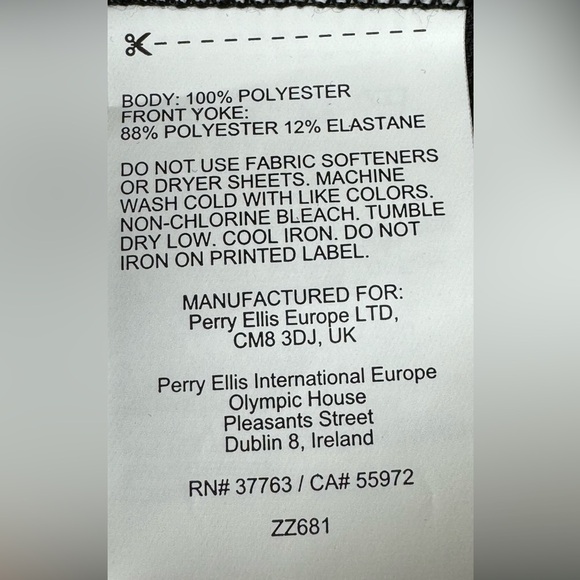 BODY: 100% POLYESTER
FRONT YOKE:
88% POLYESTER 12% ELASTANE
DO NOT USE FABRIC SOFTENERS
OR DRYER SHEETS. MACHINE
WASH COLD WITH LIKE COLORS.
NON-CHLORINE BLEACH. TUMBLE
DRY LOW. COOL IRON. DO NOT
IRON ON PRINTED LABEL.
MANUFACTURED FOR:
Perry Ellis Europe LTD,
CM8 3DJ, UK
Perry Ellis International Europe
Olympic House
Pleasants Street
Dublin 8, Ireland
RN# 37763 / CA# 55972
ZZ681